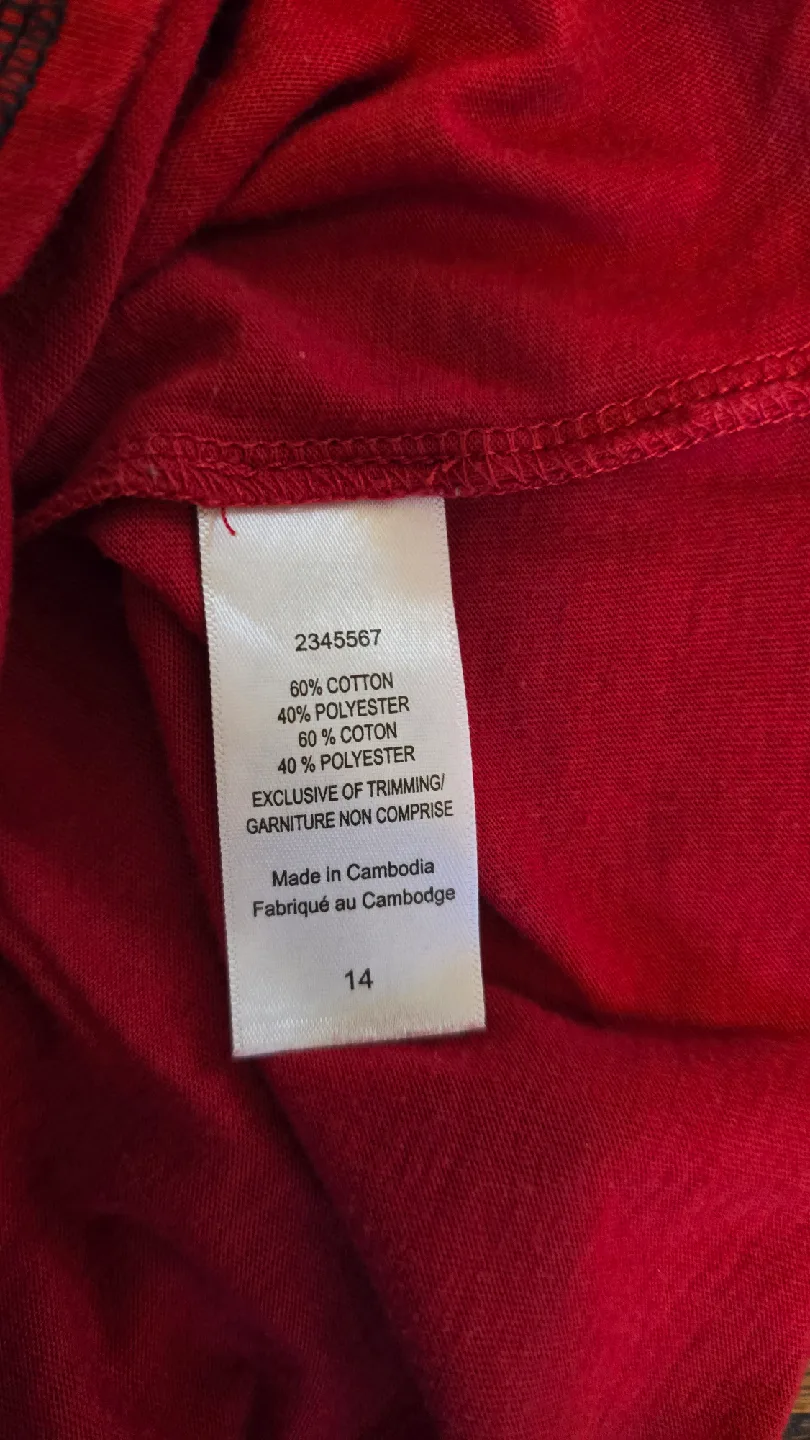 2345567
60% COTTON
40% POLYESTER
60 % COTON
40 % POLYESTER
EXCLUSIVE OF TRIMMING/
GARNITURE NON COMPRISE
Made in Cambodia
Fabriqué au Cambodge
14